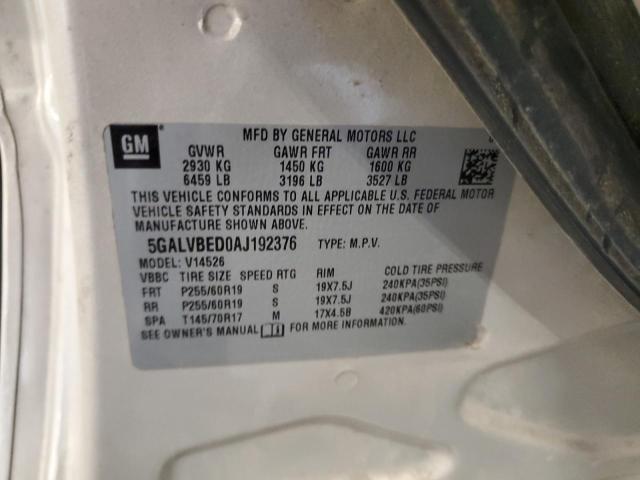 GM
MFD BY GENERAL MOTORS LLC
GVWR GAWR FRT GAWR RR
2930 KG 1450 KG 1600 KG
6459 LB 3196 LB 3527 LB
THIS VEHICLE CONFORMS TO ALL APPLICABLE U.S. FEDERAL MOTOR
VEHICLE SAFETY STANDARDS IN EFFECT ON THE DATE OF
MANUFACTURE SHOWN ABOVE.
5GALVBED0AJ192376 TYPE: M.P.V.
MODEL: V14526
VBBC TIRE SIZE SPEED RTG RIM COLD TIRE PRESSURE
FRT P255/60R19 S 19X7.5J 240KPA(35PSI)
RR P255/60R19 S 19X7.5J 240KPA(35PSI)
SPA T145/70R17 M 17X4.5B 420KPA(60PSI)
SEE OWNER'S MANUAL FOR MORE INFORMATION.